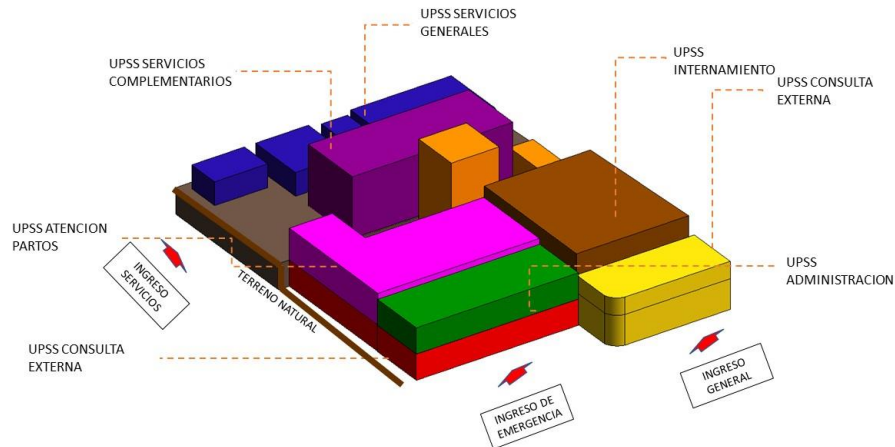 UPSS SERVICIOS
GENERALES
UPSS SERVICIOS
COMPLEMENTARIOS
UPSS
INTERNAMIENTO
UPSS CONSULTA
EXTERNA
UPSS ATENCION
PARTOS
UPSS
ADMINISTRACION
INGRESO
SERVICIOS
TERRENO NATURAL
UPSS CONSULTA
EXTERNA
INGRESO
GENERAL
INGRESO DE
EMERGENCIA